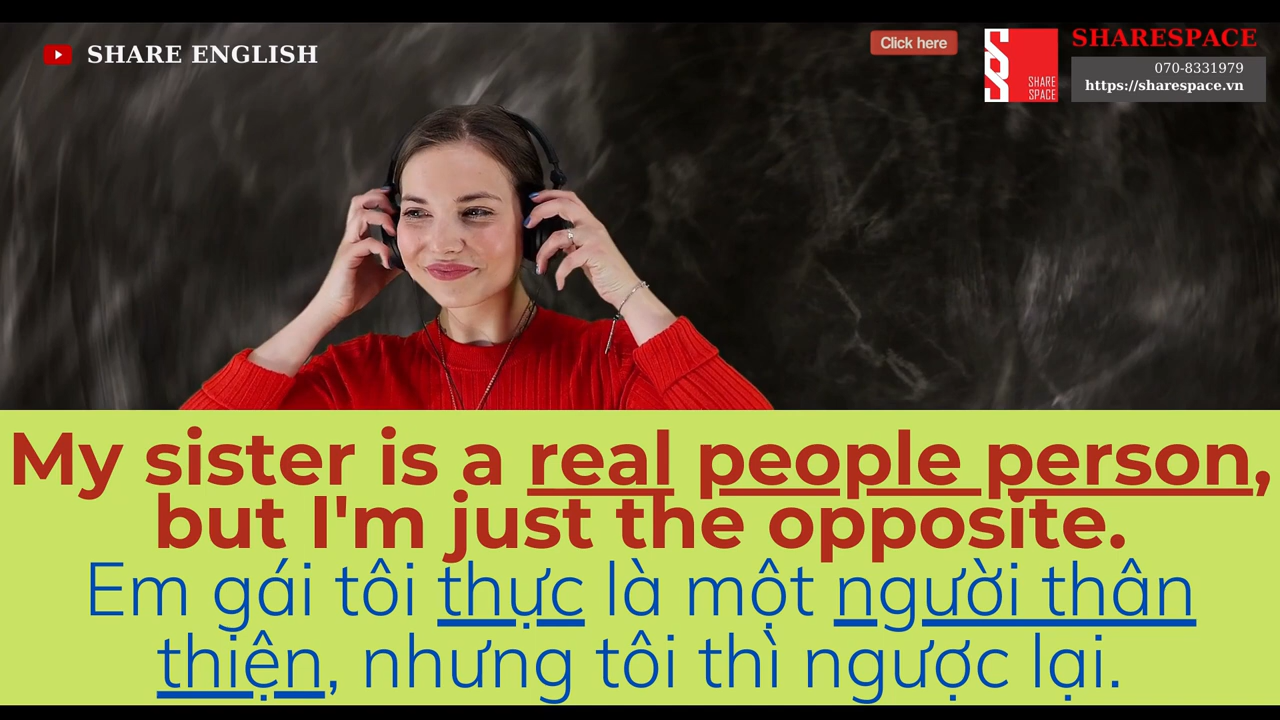 SHARE ENGLISH
Click here
SHARE
SPACE
SHARESPACE
070-8331979
https://sharespace.vn
My sister is a real people person,
but I'm just the opposite.
Em gái tôi thực là một người thân
thiện, nhưng tôi thì ngược lại.